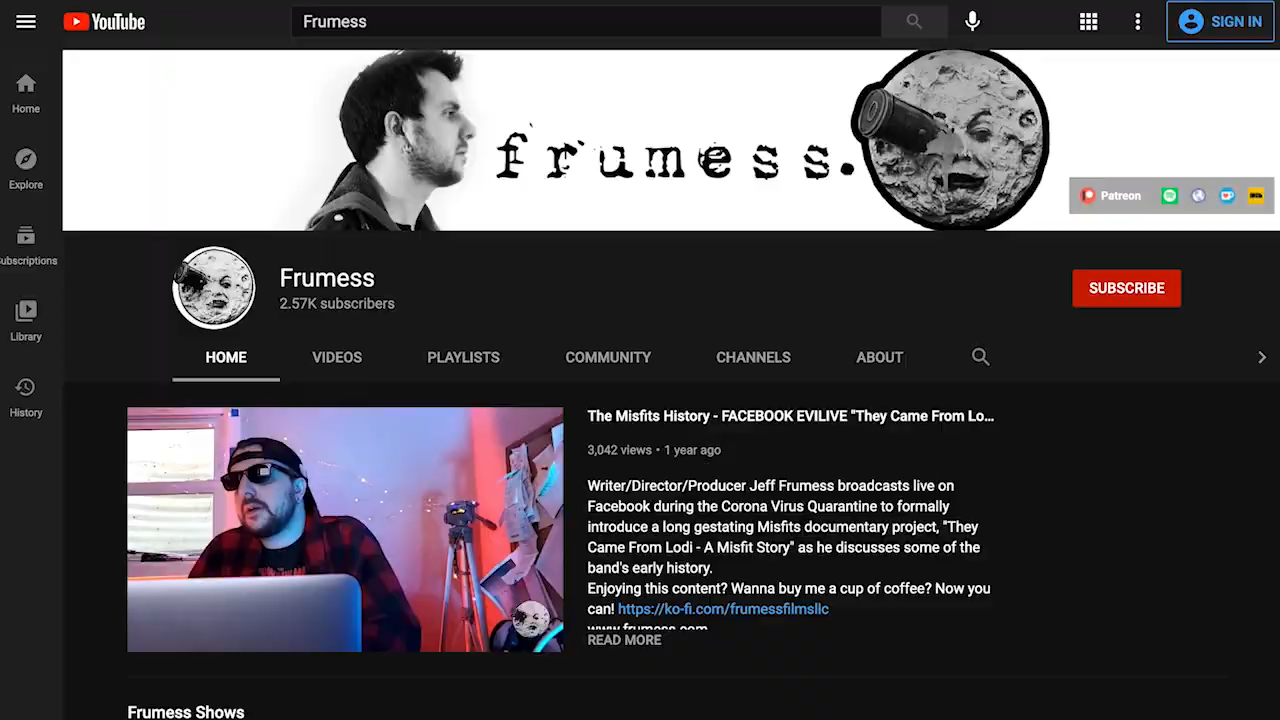 YouTube
Frumess
SIGN IN
Home
Explore
Subscriptions
Library
History
frumess.
Patreon
Frumess
2.57K subscribers
SUBSCRIBE
HOME VIDEOS PLAYLISTS COMMUNITY CHANNELS ABOUT
The Misfits History - FACEBOOK EVILIVE "They Came From Lo...
3,042 views • 1 year ago
Writer/Director/Producer Jeff Frumess broadcasts live on
Facebook during the Corona Virus Quarantine to formally
introduce a long gestating Misfits documentary project, "They
Came From Lodi - A Misfit Story" as he discusses some of the
band's early history.
Enjoying this content? Wanna buy me a cup of coffee? Now you
can! https://ko-fi.com/frumessfilmsllc
www.frumess.com
READ MORE
Frumess Shows